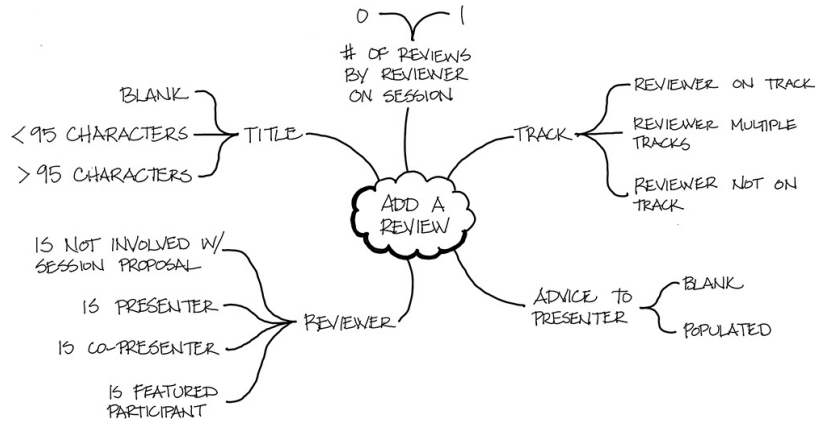 0
1
# OF REVIEWS
BY REVIEWER
ON SESSION
BLANK
< 95 CHARACTERS
> 95 CHARACTERS
TITLE
TRACK
REVIEWER ON TRACK
REVIEWER MULTIPLE
TRACKS
REVIEWER NOT ON
TRACK
ADD A
REVIEW
IS NOT INVOLVED W/
SESSION PROPOSAL
IS PRESENTER
IS CO-PRESENTER
IS FEATURED
PARTICIPANT
REVIEWER
ADVICE TO
PRESENTER
BLANK
POPULATED